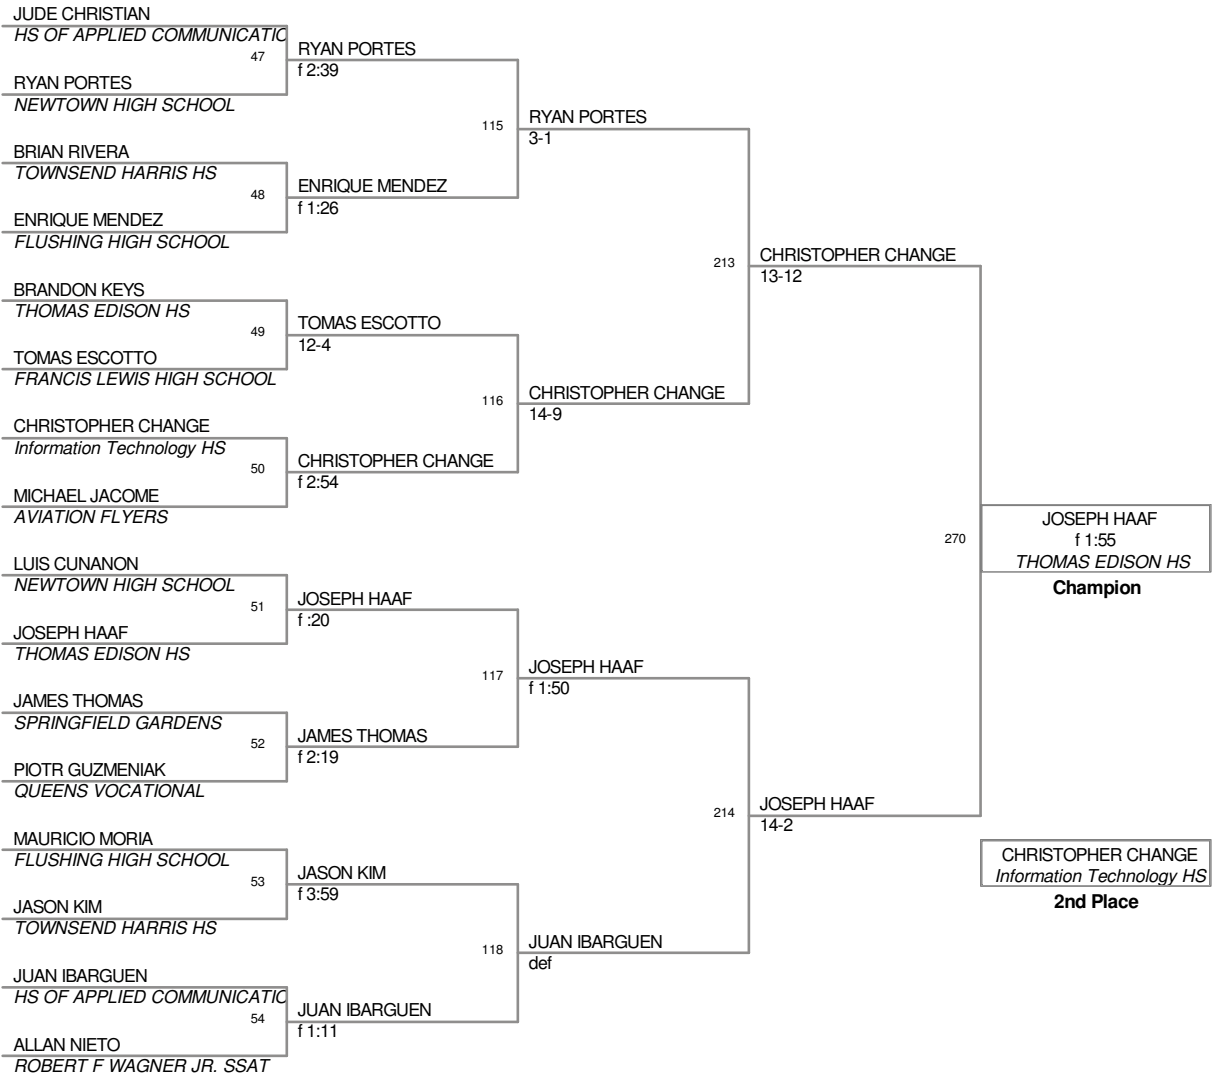 JUDE CHRISTIAN
HS OF APPLIED COMMUNICATIC
47
RYAN PORTES
f 2:39
RYAN PORTES
NEWTOWN HIGH SCHOOL
115
RYAN PORTES
3-1
BRIAN RIVERA
TOWNSEND HARRIS HS
48
ENRIQUE MENDEZ
f 1:26
ENRIQUE MENDEZ
FLUSHING HIGH SCHOOL
213
CHRISTOPHER CHANGE
13-12
BRANDON KEYS
THOMAS EDISON HS
49
TOMAS ESCOTTO
12-4
TOMAS ESCOTTO
FRANCIS LEWIS HIGH SCHOOL
116
CHRISTOPHER CHANGE
14-9
CHRISTOPHER CHANGE
Information Technology HS
50
CHRISTOPHER CHANGE
f 2:54
MICHAEL JACOME
AVIATION FLYERS
270
JOSEPH HAAF
f 1:55
THOMAS EDISON HS
Champion
LUIS CUNANON
NEWTOWN HIGH SCHOOL
51
JOSEPH HAAF
f :20
JOSEPH HAAF
THOMAS EDISON HS
117
JOSEPH HAAF
f 1:50
JAMES THOMAS
SPRINGFIELD GARDENS
52
JAMES THOMAS
f 2:19
PIOTR GUZMENIAK
QUEENS VOCATIONAL
214
JOSEPH HAAF
14-2
MAURICIO MORIA
FLUSHING HIGH SCHOOL
53
JASON KIM
f 3:59
JASON KIM
TOWNSEND HARRIS HS
CHRISTOPHER CHANGE
Information Technology HS
2nd Place
118
JUAN IBARGUEN
def
JUAN IBARGUEN
HS OF APPLIED COMMUNICATIC
54
JUAN IBARGUEN
f 1:11
ALLAN NIETO
ROBERT F WAGNER JR. SSAT